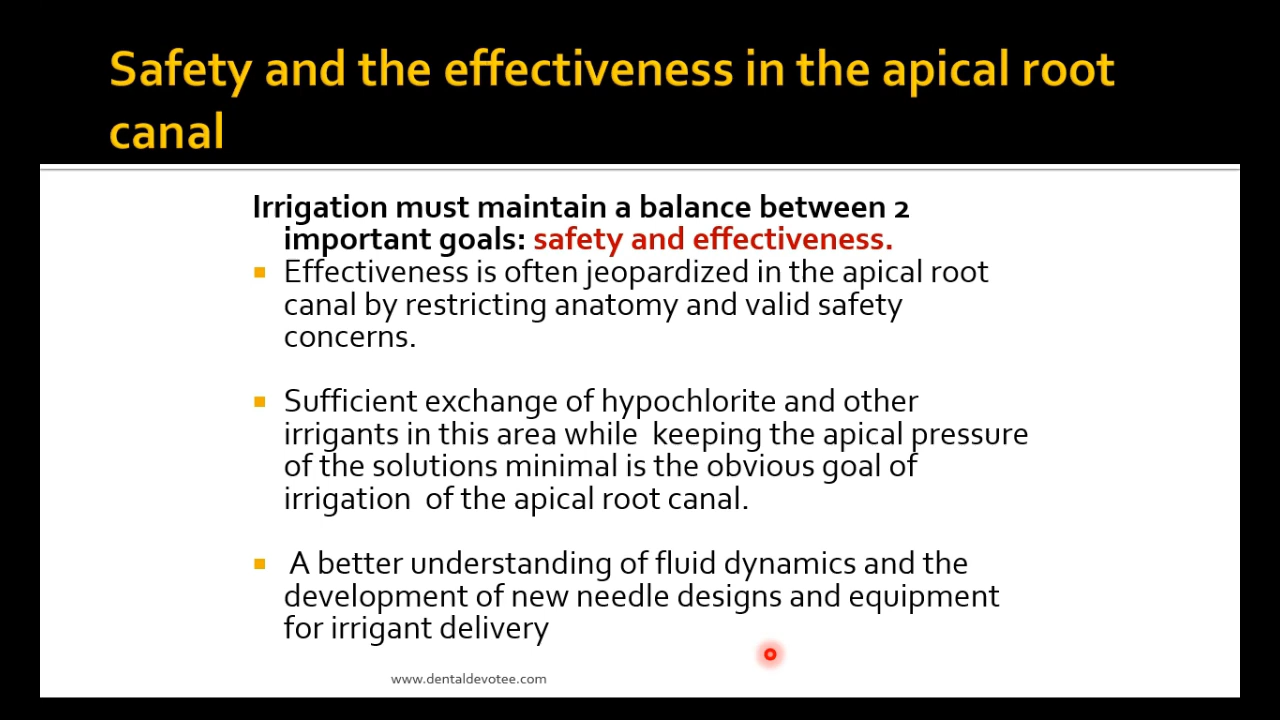 Safety and the effectiveness in the apical root
canal
Irrigation must maintain a balance between 2
important goals: safety and effectiveness.
Effectiveness is often jeopardized in the apical root
canal by restricting anatomy and valid safety
concerns.
Sufficient exchange of hypochlorite and other
irrigants in this area while  keeping the apical pressure
of the solutions minimal is the obvious goal of
irrigation  of the apical root canal.
A better understanding of fluid dynamics and the
development of new needle designs and equipment
for irrigant delivery
www.dentaldevotee.com